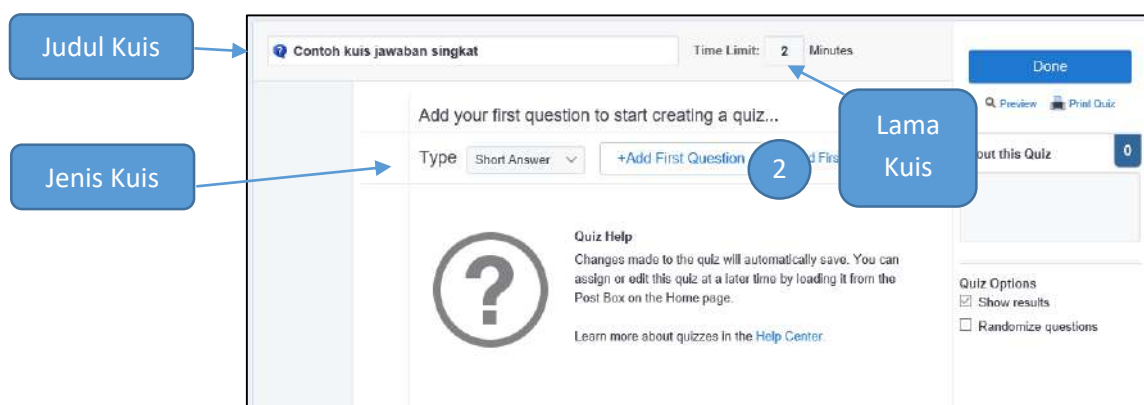 Judul Kuis
Contoh kuis jawaban singkat
Time Limit: 2 Minutes
Done
Preview Print Quiz
Lama
Kuis
Add your first question to start creating a quiz...
Jenis Kuis
Type Short Answer +Add First Question
2
out this Quiz 0
Quiz Help
Changes made to the quiz will automatically save. You can
assign or edit this quiz at a later time by loading it from the
Post Box on the Home page.
Learn more about quizzes in the Help Center.
Quiz Options
Show results
Randomize questions